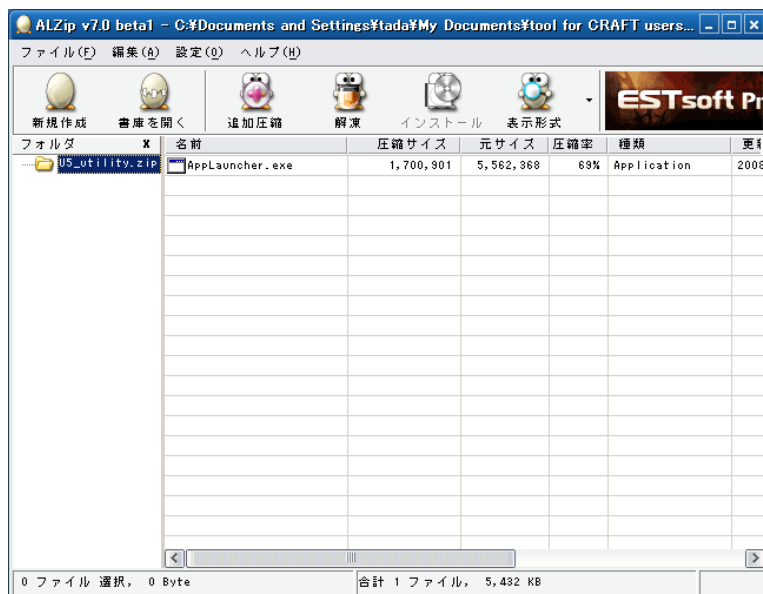 ALZip v7.0 beta1 - C:¥Documents and Settings¥tada¥My Documents¥tool for CRAFT users...
ファイル(F) 編集(A) 設定(O) ヘルプ(H)
新規作成 書庫を開く 追加圧縮 解凍 インストール 表示形式 ESTsoft Pr
フォルダ x 名前 圧縮サイズ 元サイズ 圧縮率 種類 更新
U5_utility.zip AppLauncher.exe 1,700,901 5,562,368 69% Application 2008
0 ファイル 選択, 0 Byte 合計 1 ファイル, 5,432 KB